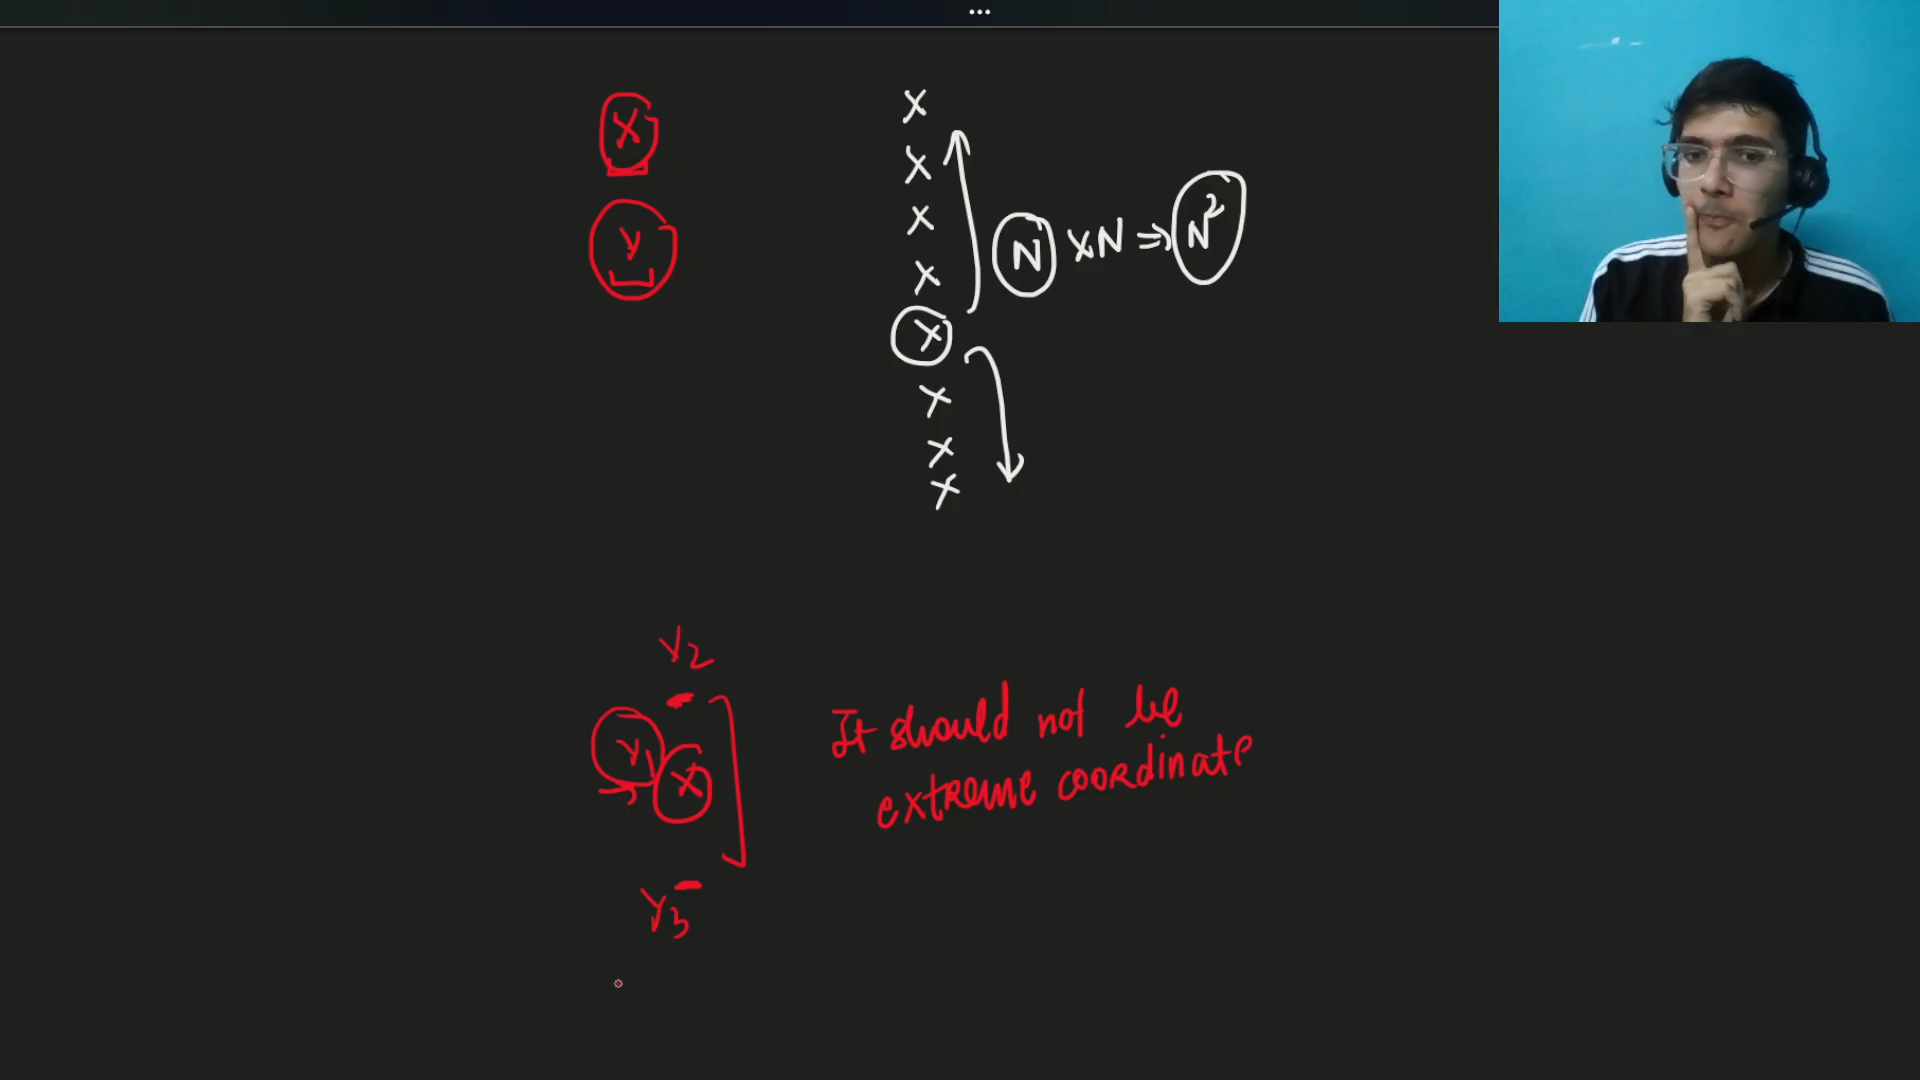 ...
X
Y
X
X
X
X
X
X
X
X
N x N ⇒ N²
Y2
Y1
X
Y3
It should not be
extreme coordinate